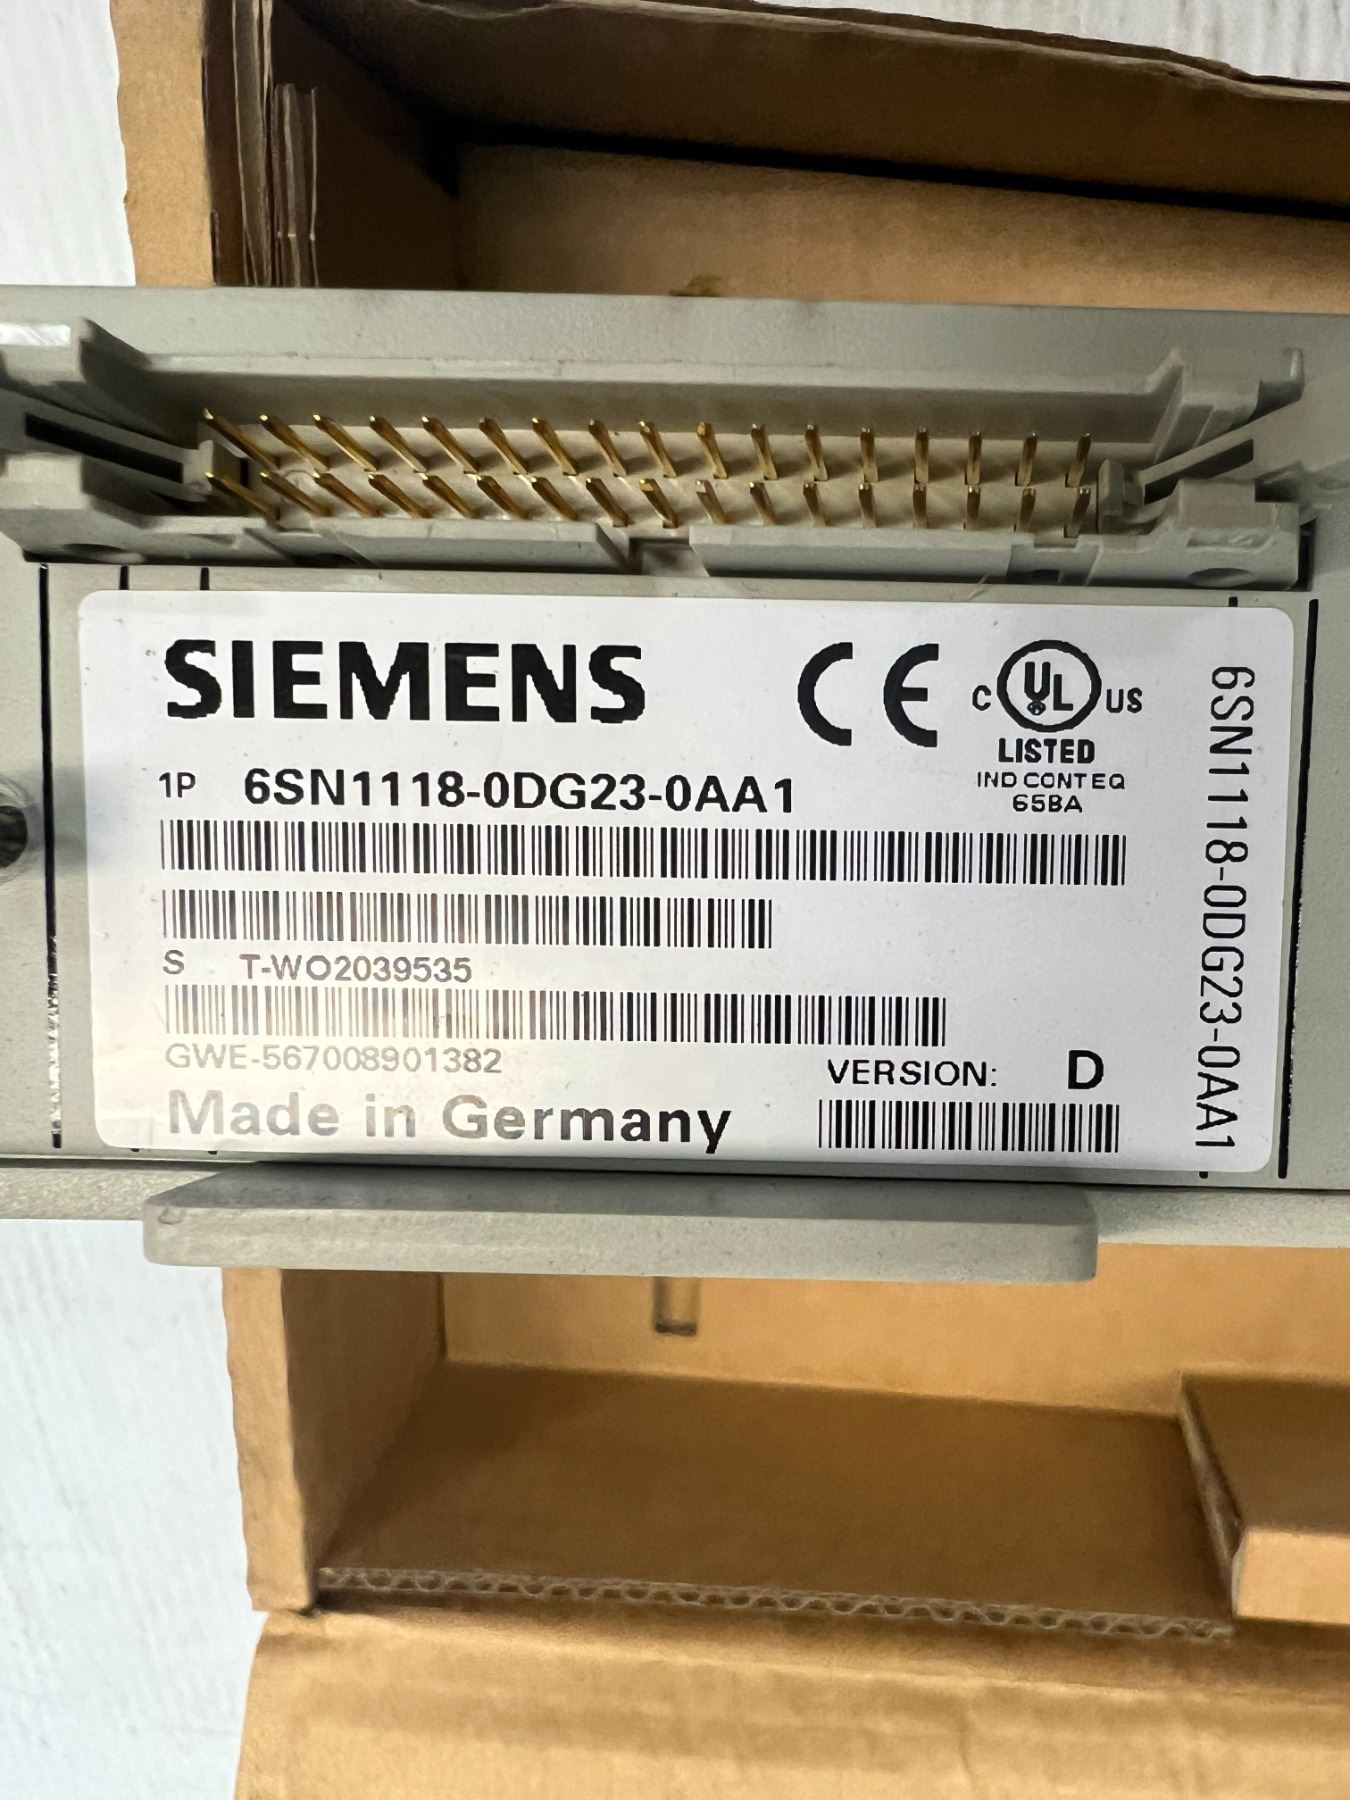 SIEMENS
CE
C UL US
LISTED
IND CONT EQ
65BA
1P 6SN1118-0DG23-0AA1
S T-WO2039535
GWE-567008901382
VERSION: D
Made in Germany
6SN1118-0DG23-0AA1